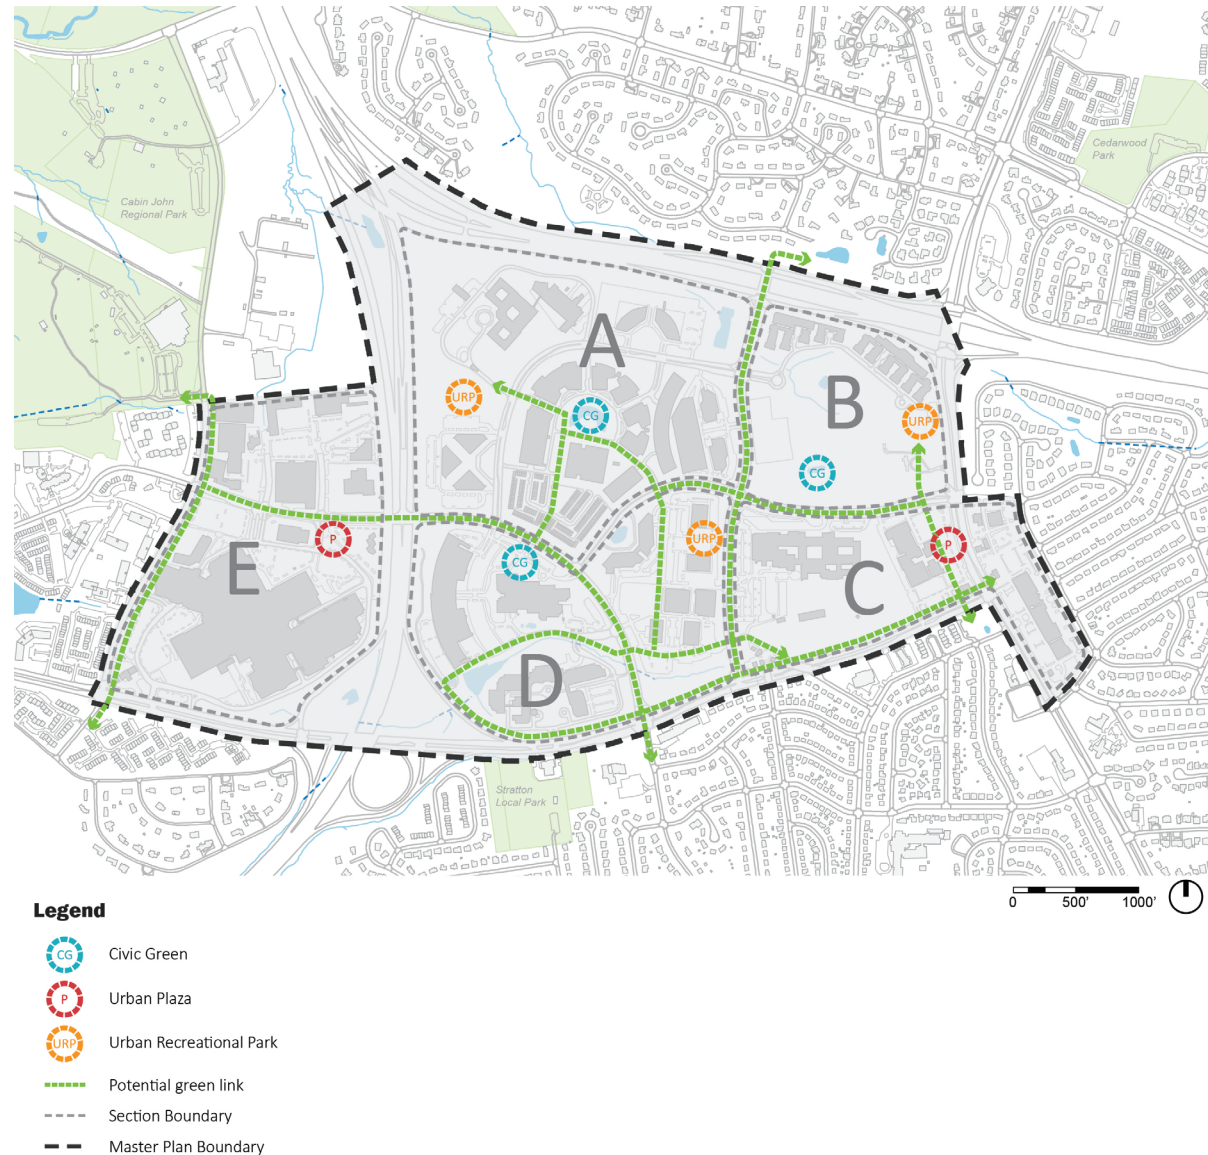 Cedarwood
Park
Cabin John
Regional Park
A
B
URP
CG
URP
CG
P
URP
P
CG
E
C
D
Stratton
Local Park
0 500' 1000'
Legend
CG Civic Green
P Urban Plaza
URP Urban Recreational Park
Potential green link
Section Boundary
Master Plan Boundary